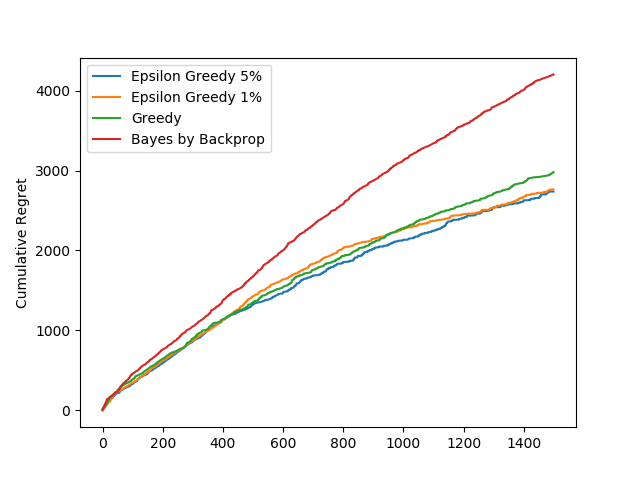 Epsilon Greedy 5%
Epsilon Greedy 1%
Greedy
Bayes by Backprop
Cumulative Regret
4000
3000
2000
1000
0
0 200 400 600 800 1000 1200 1400